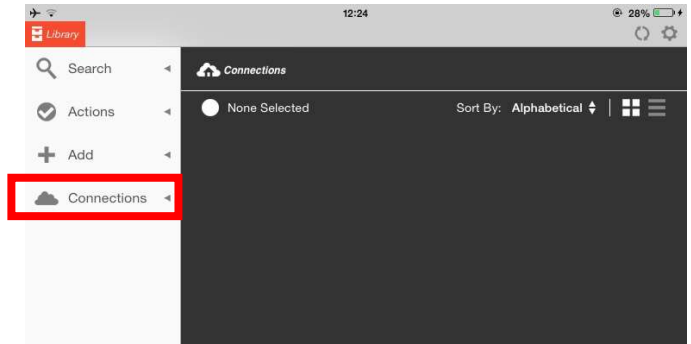 12:24
28%
Library
Search
Connections
None Selected
Sort By: Alphabetical
Actions
Add
Connections